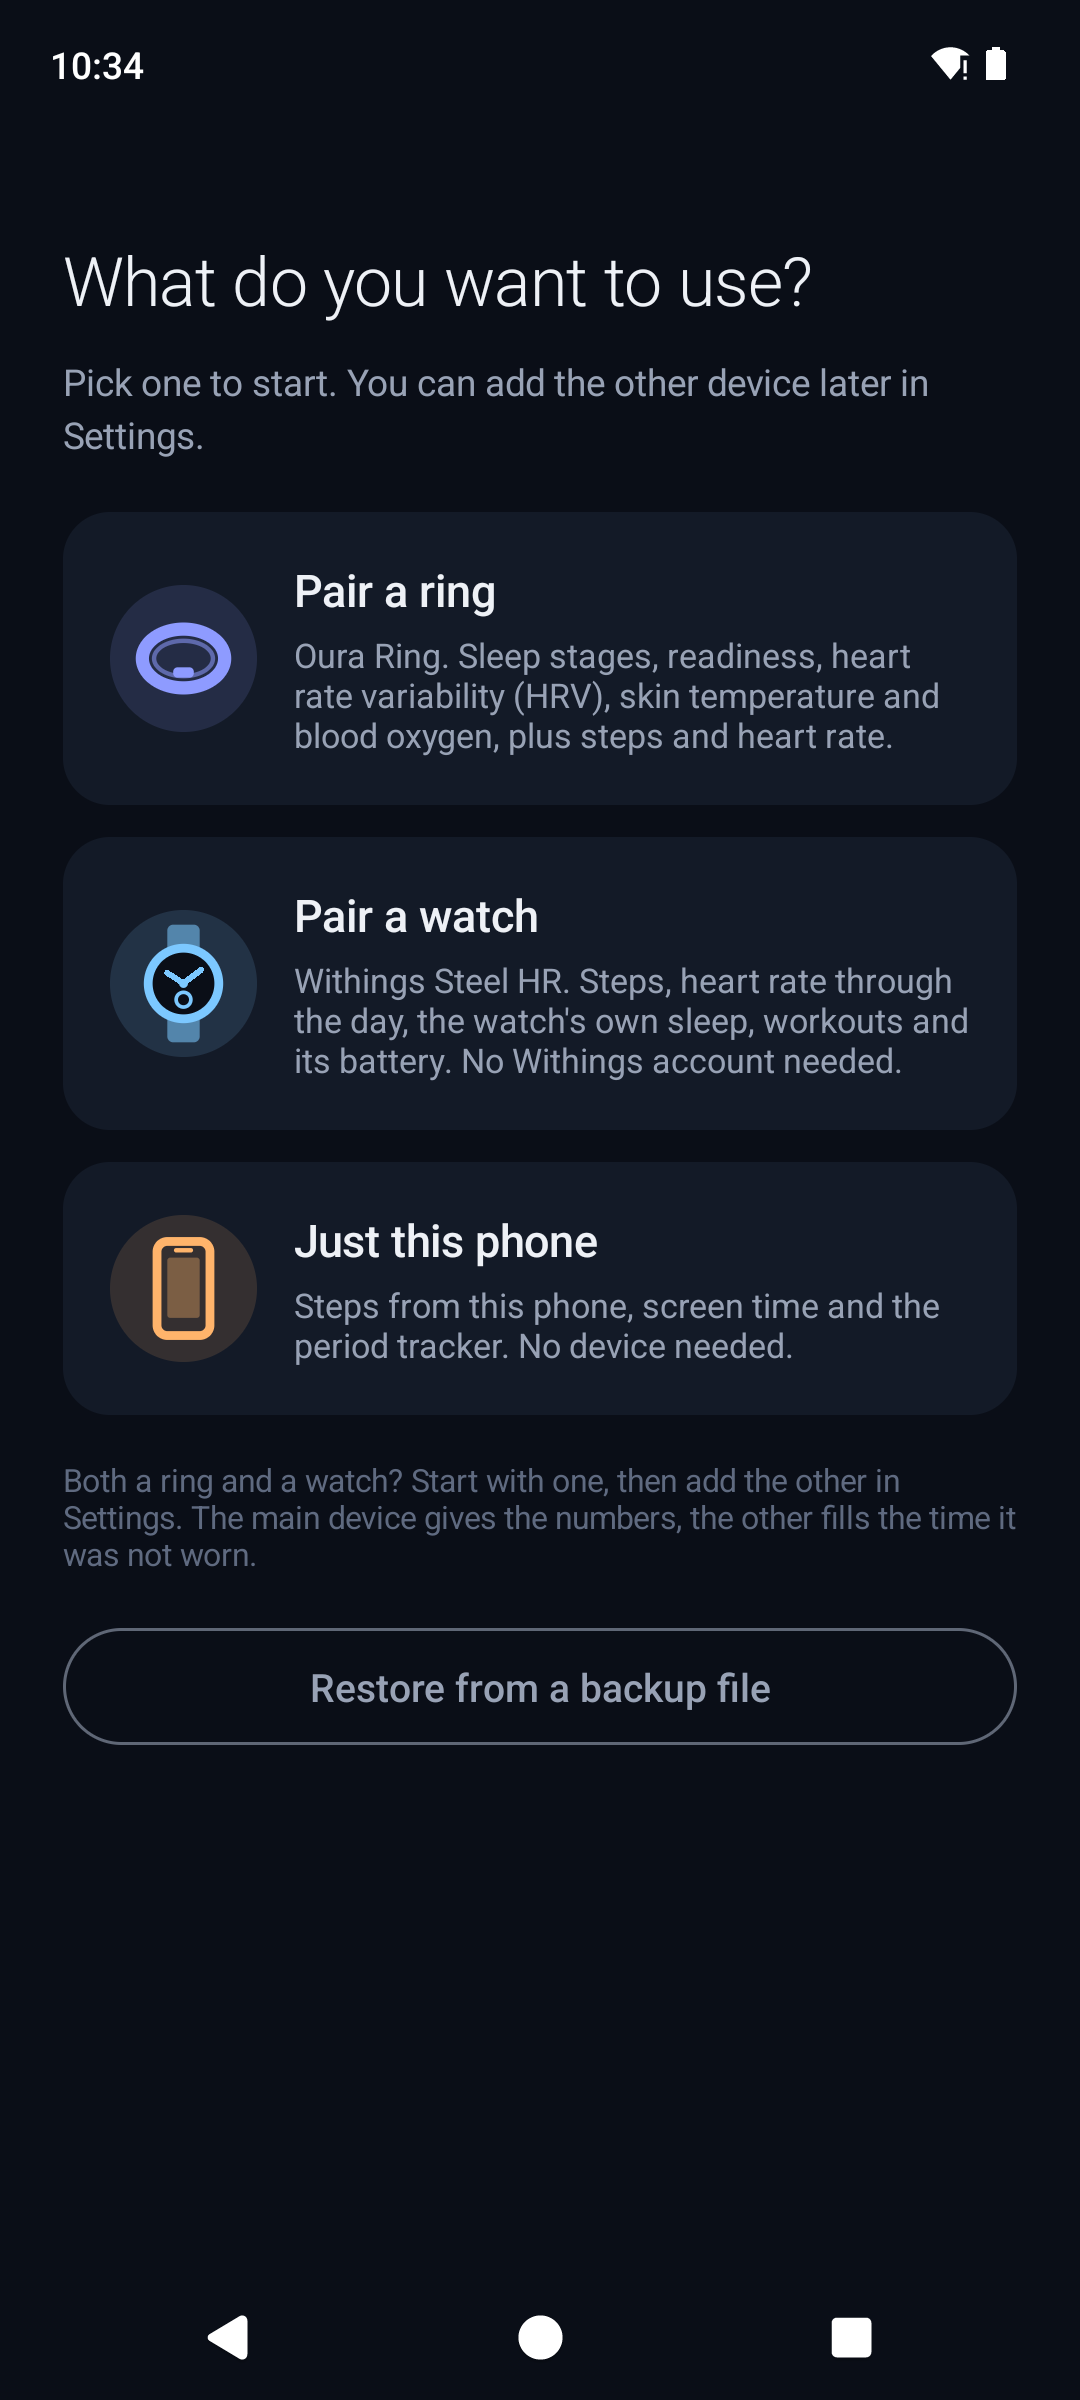 10:34
What do you want to use?
Pick one to start. You can add the other device later in
Settings.
Pair a ring
Oura Ring. Sleep stages, readiness, heart
rate variability (HRV), skin temperature and
blood oxygen, plus steps and heart rate.
Pair a watch
Withings Steel HR. Steps, heart rate through
the day, the watch's own sleep, workouts and
its battery. No Withings account needed.
Just this phone
Steps from this phone, screen time and the
period tracker. No device needed.
Both a ring and a watch? Start with one, then add the other in
Settings. The main device gives the numbers, the other fills the time it
was not worn.
Restore from a backup file